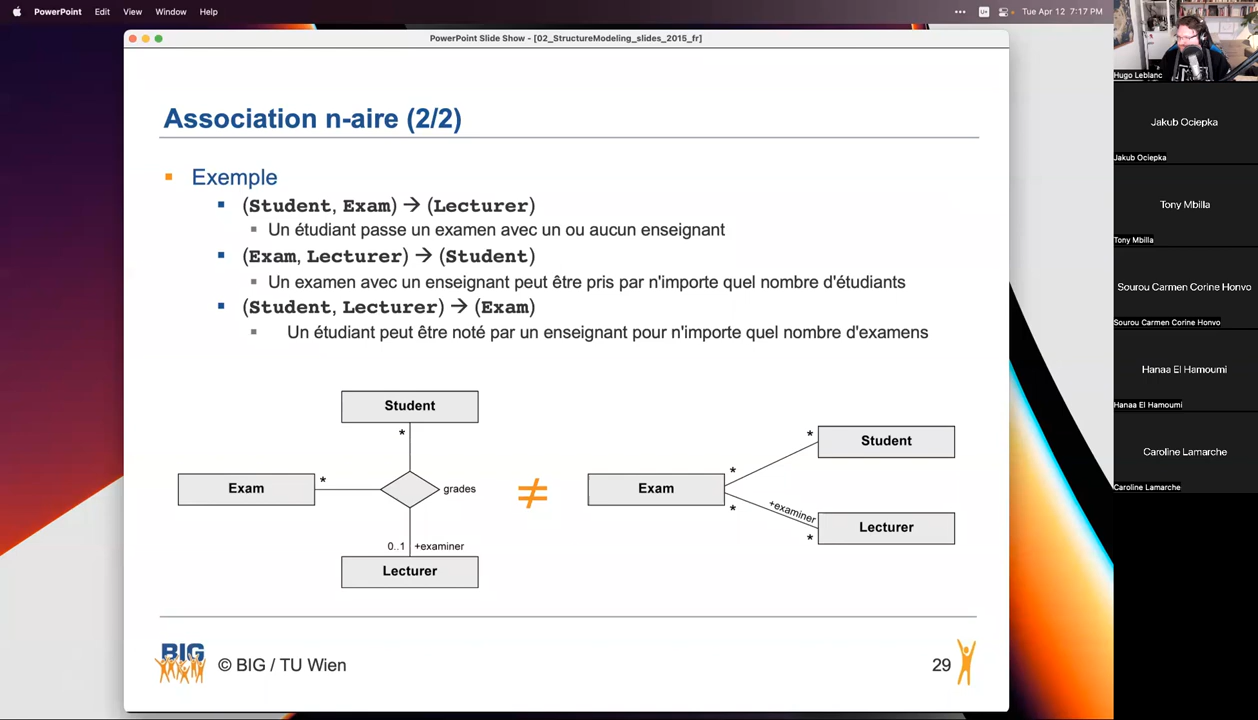 PowerPoint Edit View Window Help
Tue Apr 12 7:17 PM
PowerPoint Slide Show - [02_StructureModeling_slides_2015_fr]
Association n-aire (2/2)
Exemple
(Student, Exam) → (Lecturer)
Un étudiant passe un examen avec un ou aucun enseignant
(Exam, Lecturer) → (Student)
Un examen avec un enseignant peut être pris par n'importe quel nombre d'étudiants
(Student, Lecturer) → (Exam)
Un étudiant peut être noté par un enseignant pour n'importe quel nombre d'examens
Student
*
Exam
*
grades
0..1 +examiner
Lecturer
≠
Exam
*
*
Student
*
+examiner
*
Lecturer
BIG
© BIG / TU Wien
29
Hugo Leblanc
Jakub Ociepka
Jakub Ociepka
Tony Mbilla
Tony Mbilla
Sourou Carmen Corine Honvo
Sourou Carmen Corine Honvo
Hanaa El Hamoumi
Hanaa El Hamoumi
Caroline Lamarche
Caroline Lamarche